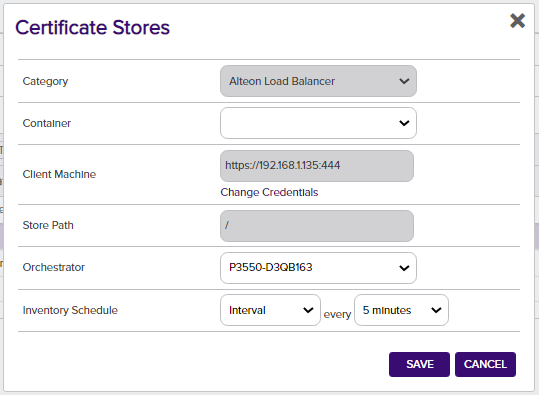 Certificate Stores
Category
Alteon Load Balancer
Container
Client Machine
https://192.168.1.135:444
Change Credentials
Store Path
/
Orchestrator
P3550-D3QB163
Inventory Schedule
Interval every 5 minutes
SAVE CANCEL